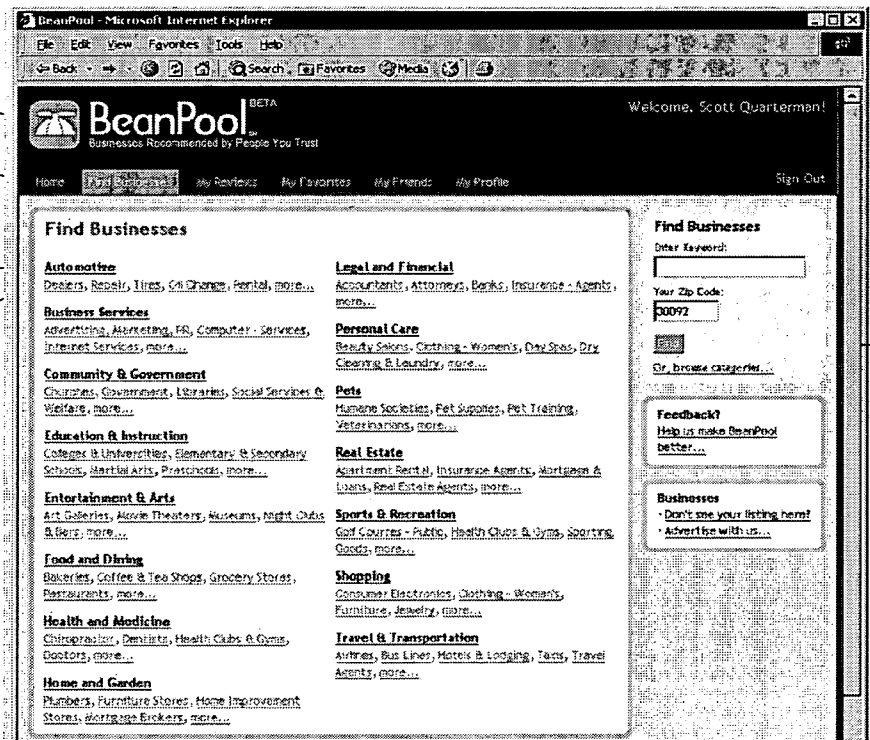 BeanPool - Microsoft Internet Explorer
File Edit View Favorites Tools Help
Back Search Favorites Media
BeanPool BETA
Businesses Recommended by People You Trust
Welcome, Scott Quarterman!
Home Find Businesses My Reviews My Favorites My Friends My Profile
Sign Out
Find Businesses
Automotive
Dealers, Repair, Tires, Oil Change, Rental, more...
Business Services
Advertising, Marketing, PR, Computer - Services,
Internet Services, more...
Community & Government
Churches, Government, Libraries, Social Services &
Welfare, more...
Education & Instruction
Colleges & Universities, Elementary & Secondary
Schools, Martial Arts, Preschools, more...
Entertainment & Arts
Art Galleries, Movie Theaters, Museums, Night Clubs
& Bars, more...
Food and Dining
Bakeries, Coffee & Tea Shops, Grocery Stores,
Restaurants, more...
Health and Medicine
Chiropractor, Dentists, Health Clubs & Gyms,
Doctors, more...
Home and Garden
Plumbers, Furniture Stores, Home Improvement
Stores, Mortgage Brokers, more...
Legal and Financial
Accountants, Attorneys, Banks, Insurance - Agents,
more...
Personal Care
Beauty Salons, Clothing - Women's, Day Spas, Dry
Cleaning & Laundry, more...
Pets
Humane Societies, Pet Supplies, Pet Training,
Veterinarians, more...
Real Estate
Apartment Rental, Insurance Agents, Mortgage &
Loans, Real Estate Agents, more...
Sports & Recreation
Golf Courses - Public, Health Clubs & Gyms, Sporting
Goods, more...
Shopping
Consumer Electronics, Clothing - Women's,
Furniture, Jewelry, more...
Travel & Transportation
Airlines, Bus Lines, Hotels & Lodging, Taxis, Travel
Agents, more...
Find Businesses
Enter Keyword:
Your Zip Code:
30092
Or, browse categories...
Feedback?
Help us make BeanPool
better...
Businesses
· Don't see your listing here?
· Advertise with us...